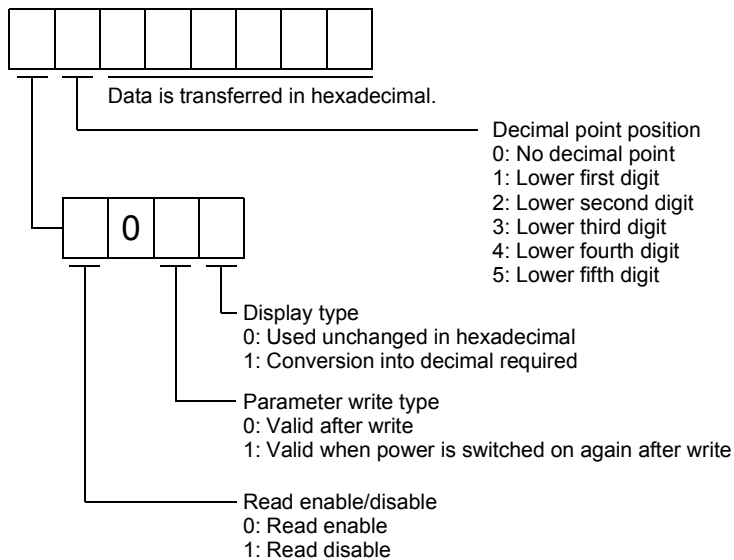 Data is transferred in hexadecimal.
Decimal point position
0: No decimal point
1: Lower first digit
2: Lower second digit
3: Lower third digit
4: Lower fourth digit
5: Lower fifth digit
0
Display type
0: Used unchanged in hexadecimal
1: Conversion into decimal required
Parameter write type
0: Valid after write
1: Valid when power is switched on again after write
Read enable/disable
0: Read enable
1: Read disable